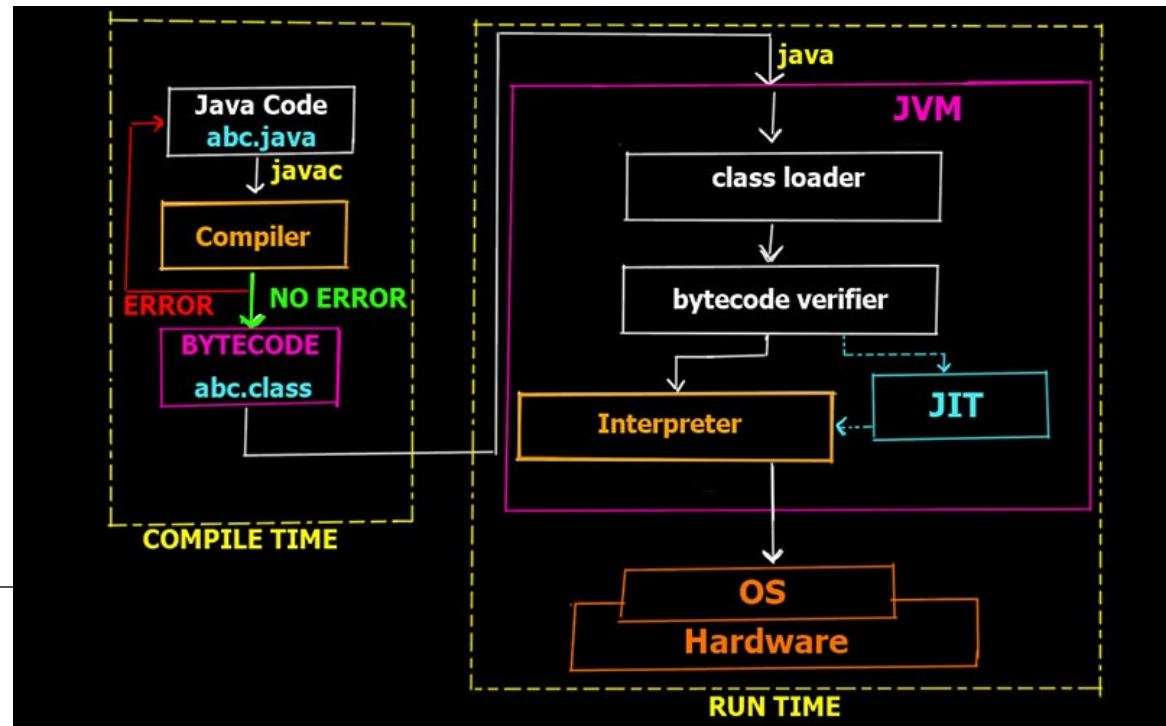 Java Code
abc.java
javac
Compiler
ERROR
NO ERROR
BYTECODE
abc.class
COMPILE TIME
java
JVM
class loader
bytecode verifier
JIT
Interpreter
OS
Hardware
RUN TIME